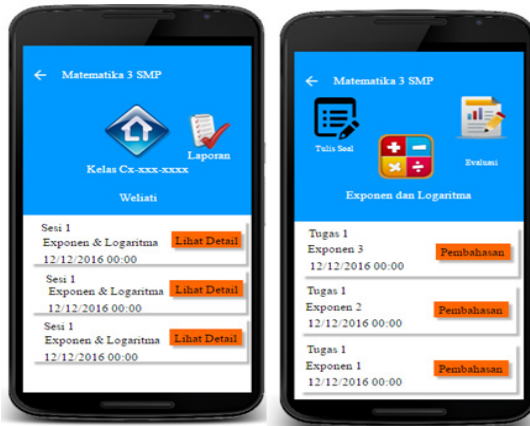 Matematika 3 SMP
Laporan
Kelas Cx-xxx-xxxx
Weliati
Sesi 1
Exponen & Logaritma
12/12/2016 00:00
Lihat Detail
Sesi 1
Exponen & Logaritma
12/12/2016 00:00
Lihat Detail
Sesi 1
Exponen & Logaritma
12/12/2016 00:00
Lihat Detail
Matematika 3 SMP
Tulis Soal
Evaluasi
Exponen dan Logaritma
Tugas 1
Exponen 3
12/12/2016 00:00
Pembahasan
Tugas 1
Exponen 2
12/12/2016 00:00
Pembahasan
Tugas 1
Exponen 1
12/12/2016 00:00
Pembahasan